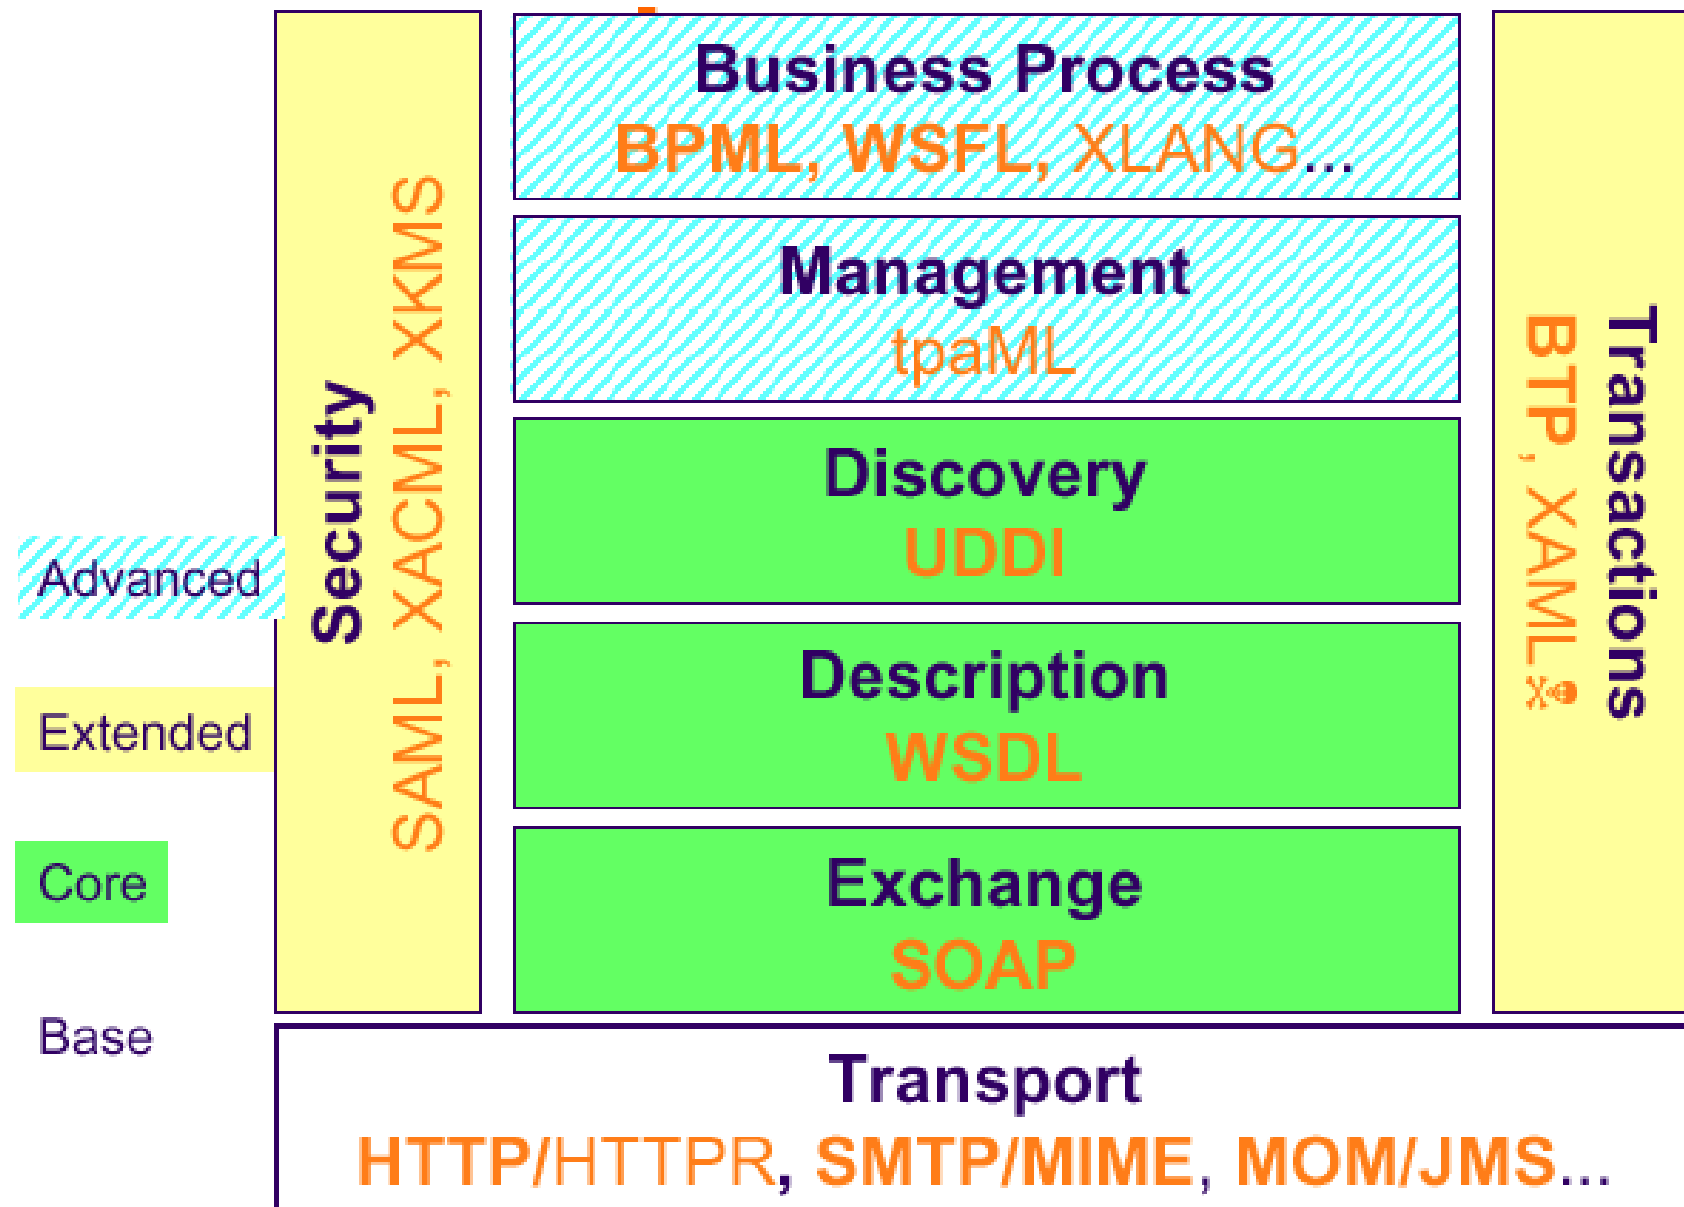 Business Process
BPML, WSFL, XLANG...
Management
tpaML
Discovery
UDDI
Description
WSDL
Exchange
SOAP
Security
SAML, XACML, XKMS
Transactions
BTP, XAML☠
Advanced
Extended
Core
Base
Transport
HTTP/HTTPR, SMTP/MIME, MOM/JMS...